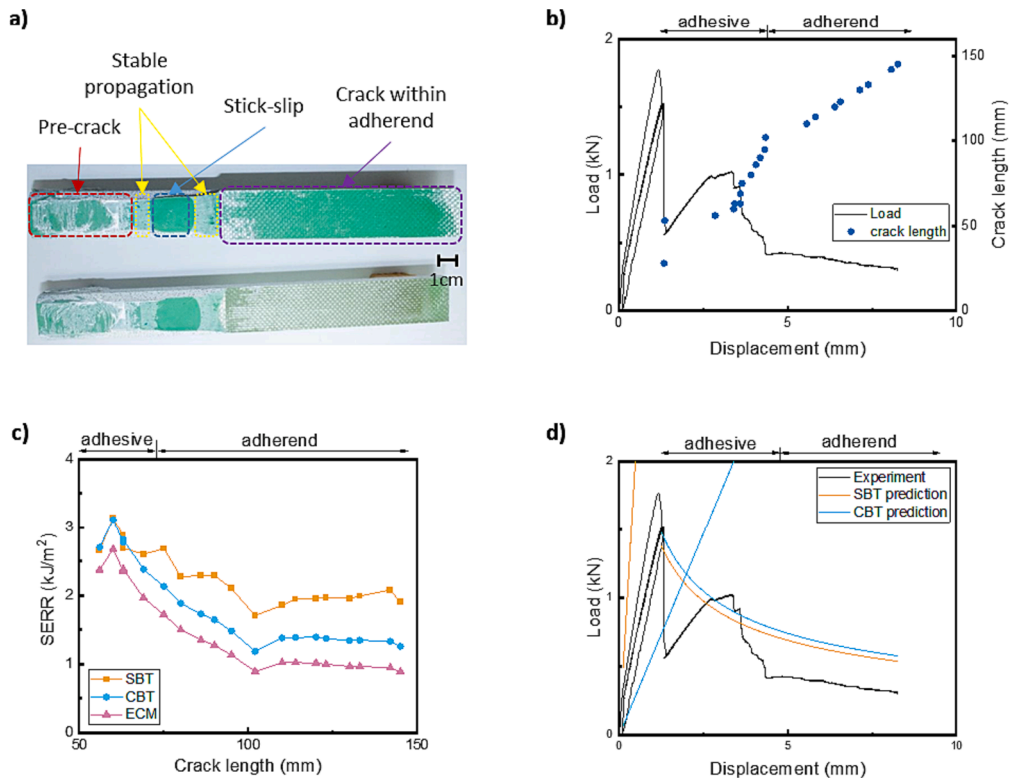 a)
Stable
propagation
Pre-crack
Stick-slip
Crack within
adherend
1cm
b)
adhesive
adherend
2
1
0
Load (kN)
150
100
50
0
Crack length (mm)
Load
crack length
0
5
10
Displacement (mm)
c)
adhesive
adherend
4
3
2
1
0
SERR (kJ/m²)
SBT
CBT
ECM
50
100
150
Crack length (mm)
d)
adhesive
adherend
2
1
0
Load (kN)
Experiment
SBT prediction
CBT prediction
0
5
10
Displacement (mm)